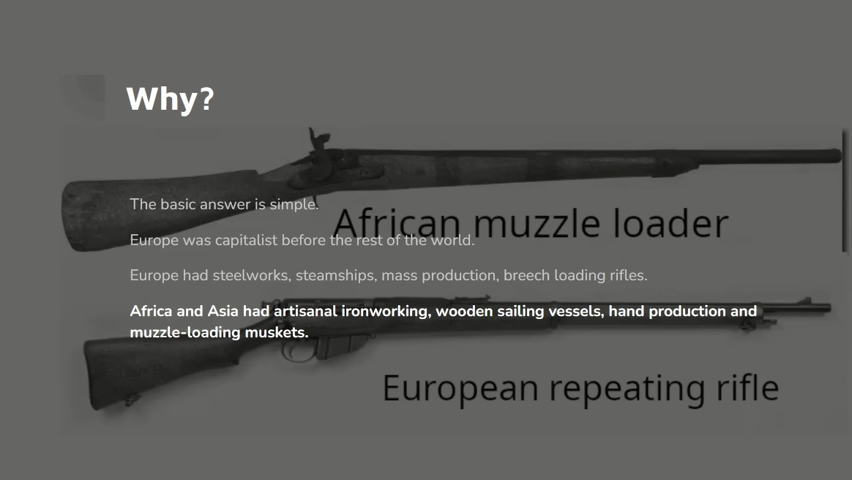 Why?
The basic answer is simple.
African muzzle loader
Europe was capitalist before the rest of the world.
Europe had steelworks, steamships, mass production, breech loading rifles.
Africa and Asia had artisanal ironworking, wooden sailing vessels, hand production and
muzzle-loading muskets.
European repeating rifle